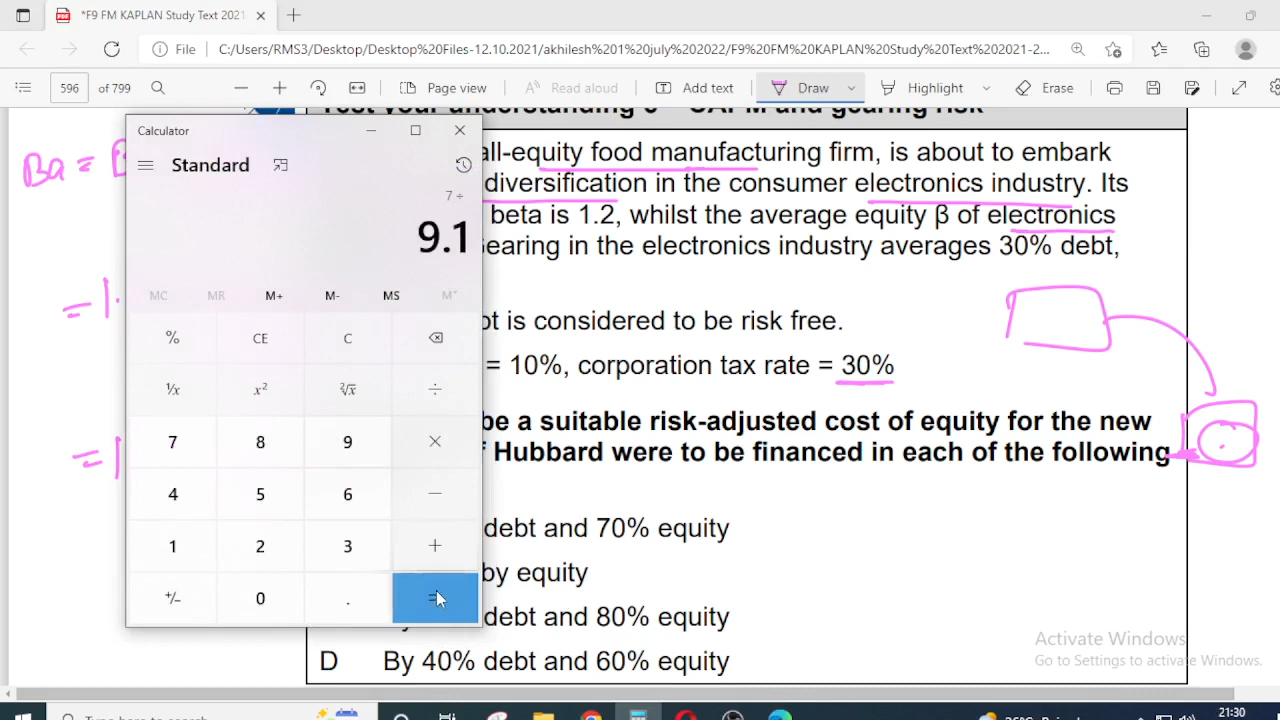 *F9 FM KAPLAN Study Text 2021
File C:/Users/RMS3/Desktop/Desktop%20Files-12.10.2021/akhilesh%201%20july%202022/F9%20FM%20KAPLAN%20Study%20Text%202021-2...
596 of 799 Page view Read aloud Add text Draw Highlight Erase
Calculator
Standard
7 ÷
9.1
MC MR M+ M- MS
% CE C
¹/x x² ²√x ÷
7 8 9 ×
4 5 6 −
1 2 3 +
+/− 0 . =
Ba =
= 1.
= 1
all-equity food manufacturing firm, is about to embark
diversification in the consumer electronics industry. Its
beta is 1.2, whilst the average equity β of electronics
Gearing in the electronics industry averages 30% debt,
is considered to be risk free.
= 10%, corporation tax rate = 30%
be a suitable risk-adjusted cost of equity for the new
Hubbard were to be financed in each of the following
debt and 70% equity
by equity
debt and 80% equity
D By 40% debt and 60% equity
Activate Windows
Go to Settings to activate Windows.
21:30